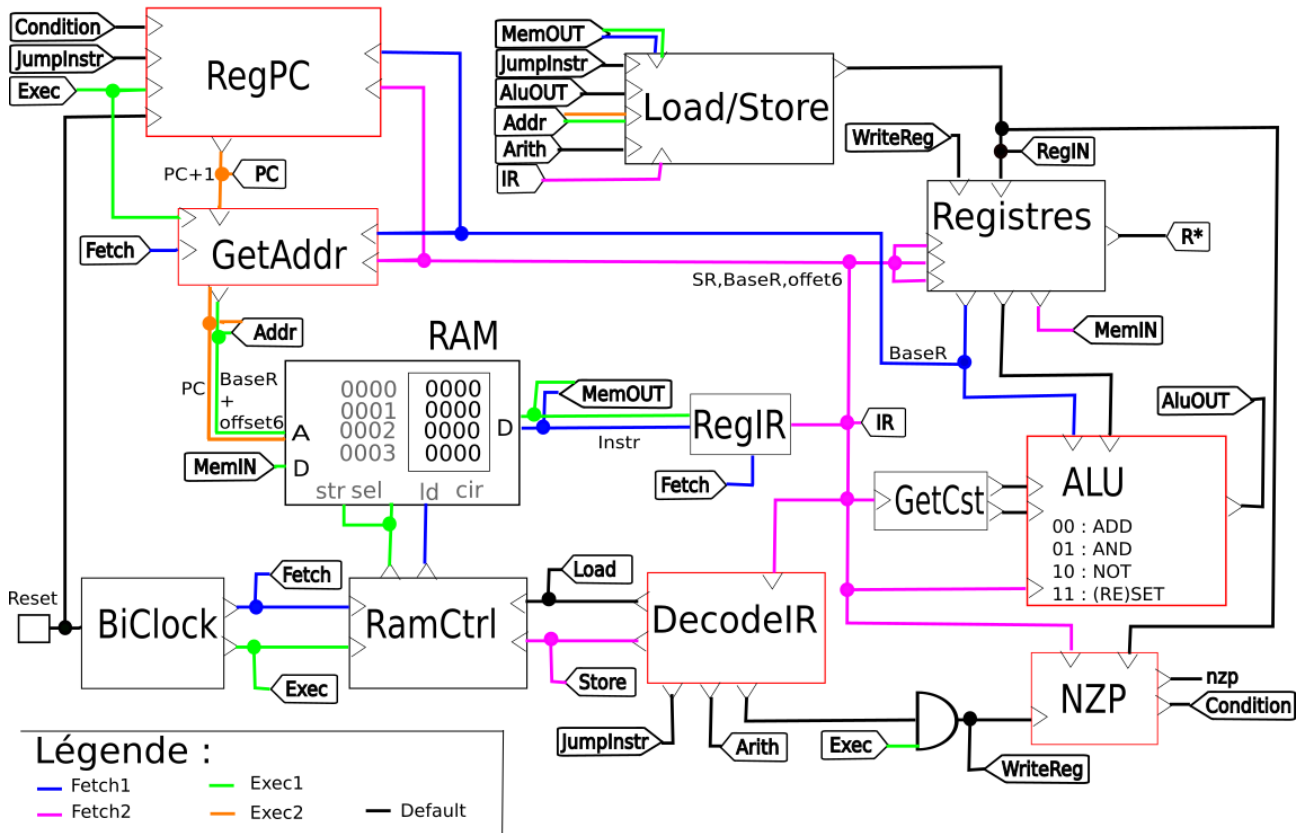 Condition
JumpInstr
Exec
RegPC
PC+1
PC
Fetch
GetAddr
Addr
PC
BaseR
+
offset6
MemOUT
JumpInstr
AluOUT
Addr
Arith
IR
Load/Store
WriteReg
RegIN
Registres
R*
SR,BaseR,offet6
MemIN
BaseR
RAM
0000
0001
0002
0003
0000
0000
0000
0000
A
D
D
str sel
ld
cir
MemIN
MemOUT
Instr
RegIR
Fetch
IR
AluOUT
GetCst
ALU
00 : ADD
01 : AND
10 : NOT
11 : (RE)SET
Reset
BiClock
Fetch
Exec
RamCtrl
Load
Store
DecodeIR
JumpInstr
Arith
Exec
WriteReg
NZP
nzp
Condition
Légende :
Fetch1
Exec1
Fetch2
Exec2
Default